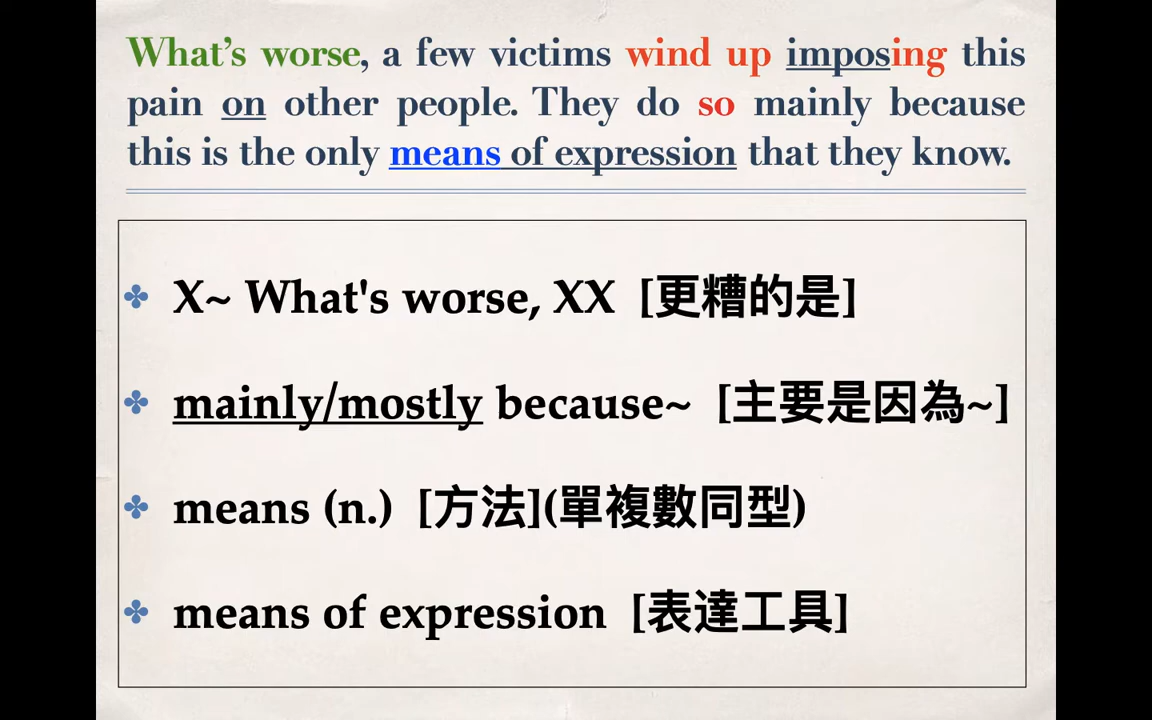 What’s worse, a few victims wind up imposing this
pain on other people. They do so mainly because
this is the only means of expression that they know.
X~ What's worse, XX [更糟的是]
mainly/mostly because~ [主要是因為~]
means (n.) [方法](單複數同型)
means of expression [表達工具]